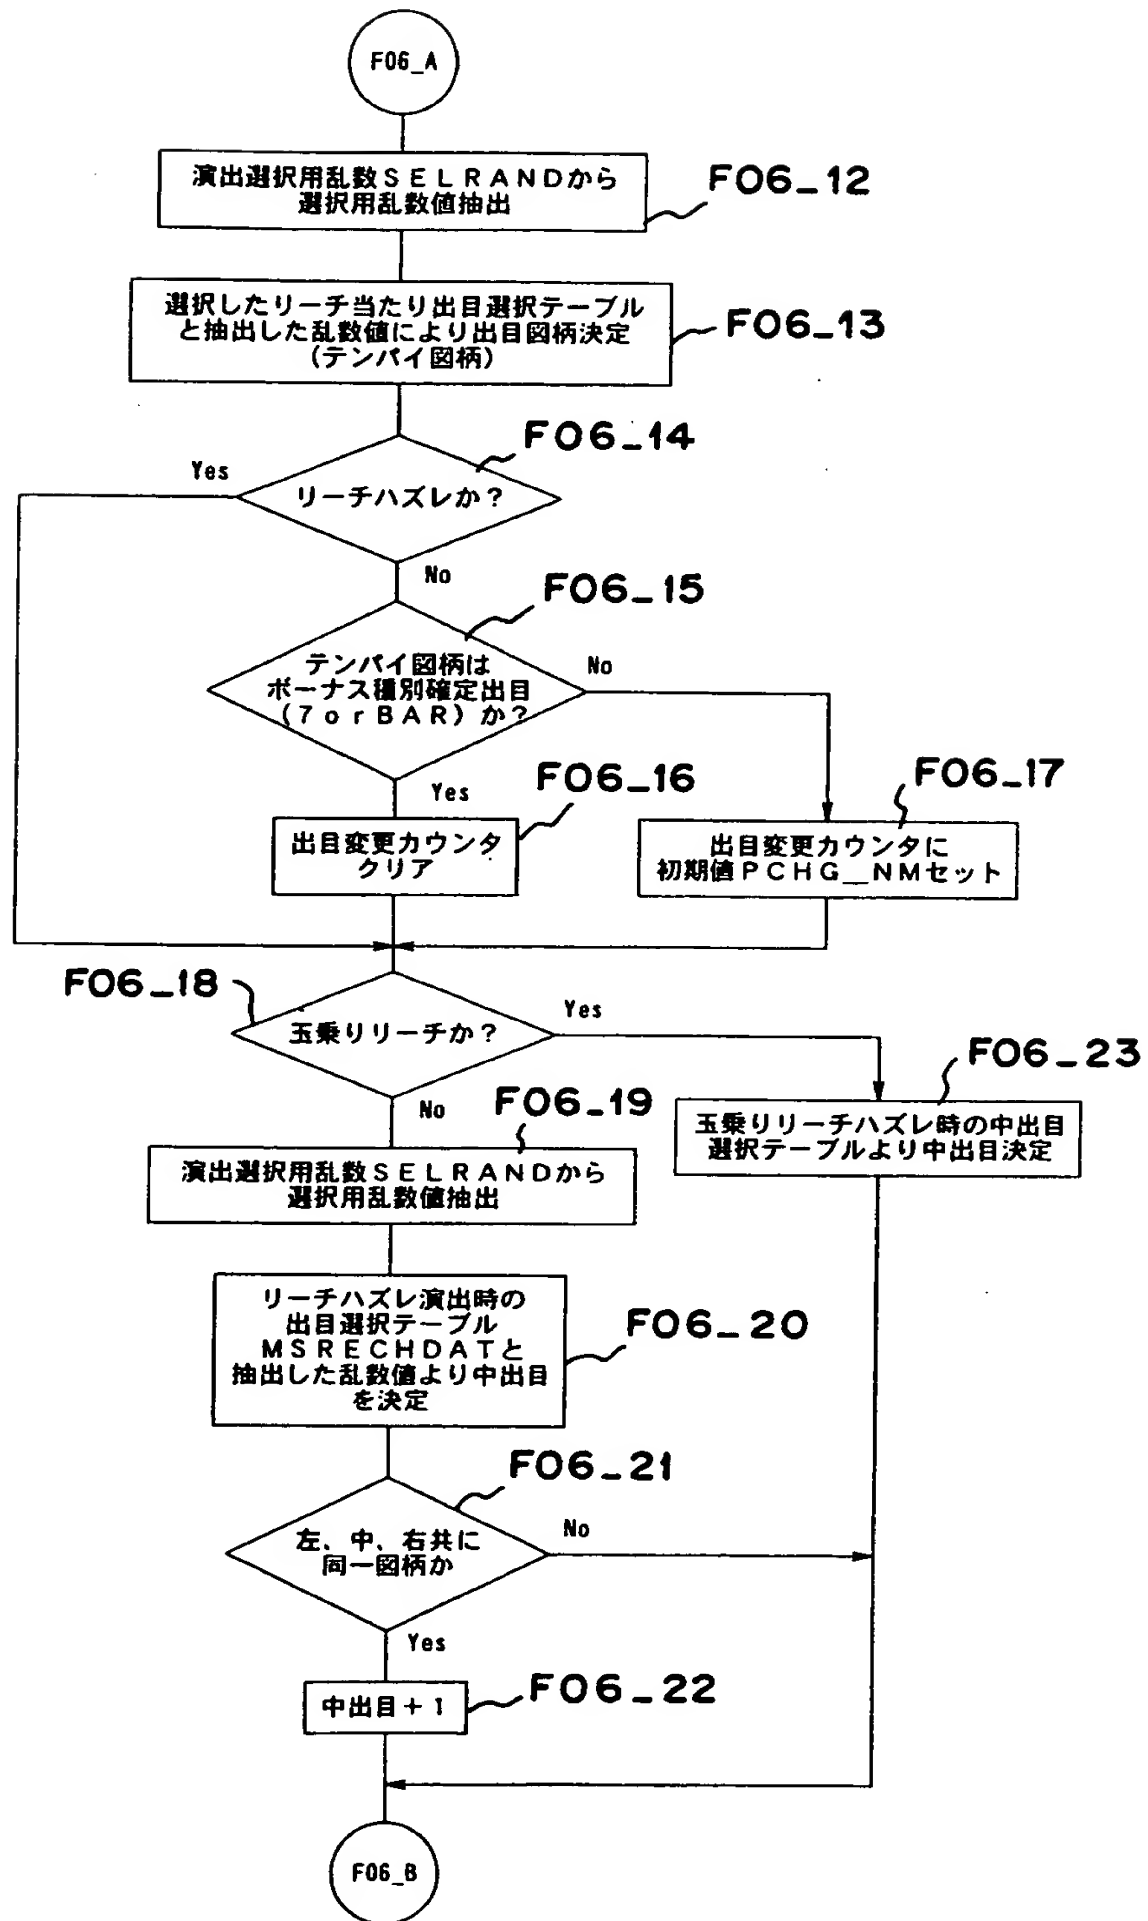 F06_A
演出選択用乱数SELRANDから
選択用乱数値抽出
F06_12
選択したリーチ当たり出目選択テーブル
と抽出した乱数値により出目図柄決定
(テンパイ図柄)
F06_13
F06_14
Yes
リーチハズレか?
No
F06_15
テンパイ図柄は
ボーナス種別確定出目
(7orBAR)か?
No
Yes
F06_16
出目変更カウンタ
クリア
F06_17
出目変更カウンタに
初期値PCHG__NMセット
F06_18
玉乗りリーチか?
Yes
No
F06_23
玉乗りリーチハズレ時の中出目
選択テーブルより中出目決定
F06_19
演出選択用乱数SELRANDから
選択用乱数値抽出
リーチハズレ演出時の
出目選択テーブル
MSRECHDATと
抽出した乱数値より中出目
を決定
F06_20
F06_21
左、中、右共に
同一図柄か
No
Yes
中出目+1
F06_22
F06_B